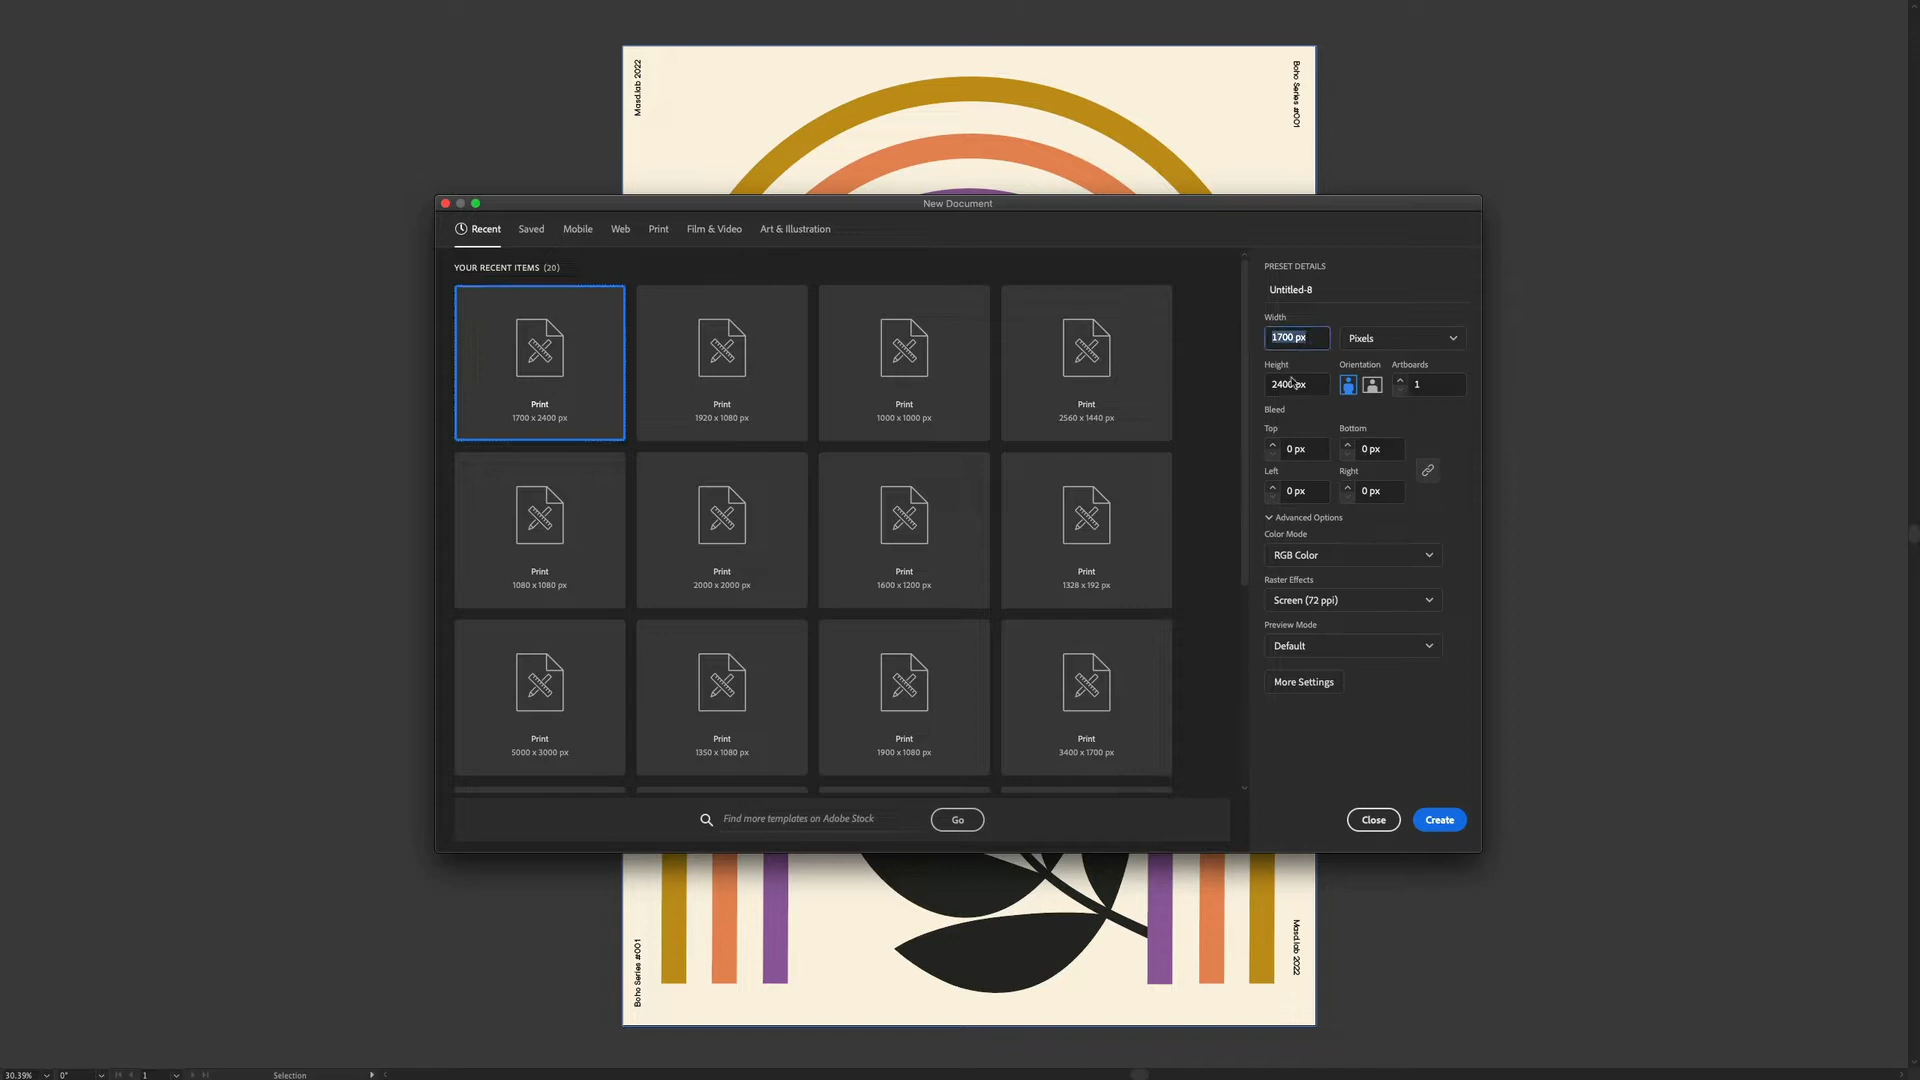 Masd.lab 2022
Boho Series #001
New Document
Recent
Saved
Mobile
Web
Print
Film & Video
Art & Illustration
YOUR RECENT ITEMS (20)
Print
1700 x 2400 px
Print
1920 x 1080 px
Print
1000 x 1000 px
Print
2560 x 1440 px
Print
1080 x 1080 px
Print
2000 x 2000 px
Print
1600 x 1200 px
Print
1328 x 192 px
Print
5000 x 3000 px
Print
1350 x 1080 px
Print
1900 x 1080 px
Print
3400 x 1700 px
Find more templates on Adobe Stock
Go
PRESET DETAILS
Untitled-8
Width
1700 px
Pixels
Height
Orientation
Artboards
2400 px
1
Bleed
Top
Bottom
0 px
0 px
Left
Right
0 px
0 px
Advanced Options
Color Mode
RGB Color
Raster Effects
Screen (72 ppi)
Preview Mode
Default
More Settings
Close
Create
Boho Series #001
Masd.lab 2022
30.39%
0°
1
Selection